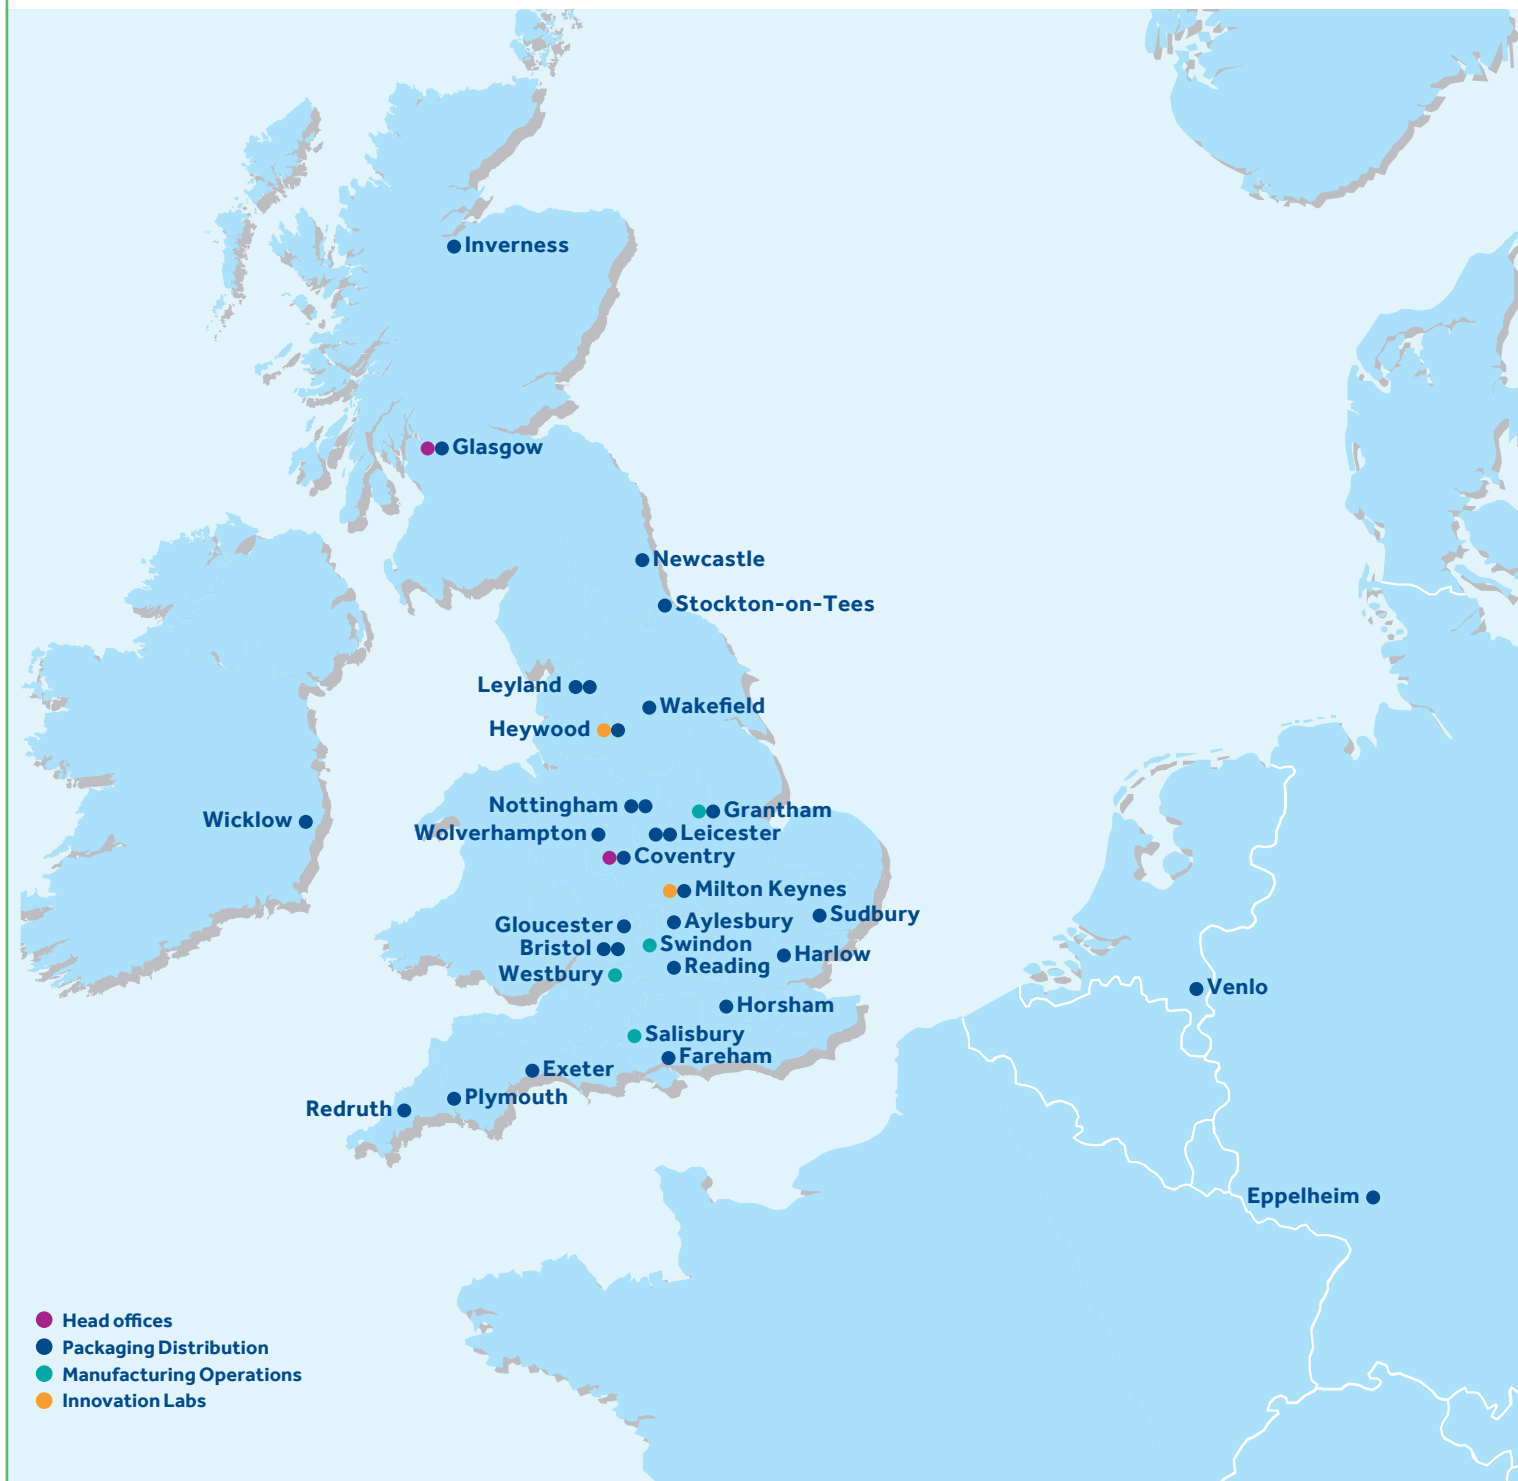 Inverness
Glasgow
Newcastle
Stockton-on-Tees
Leyland
Wakefield
Heywood
Nottingham
Grantham
Wicklow
Wolverhampton
Leicester
Coventry
Milton Keynes
Sudbury
Aylesbury
Gloucester
Swindon
Bristol
Harlow
Reading
Westbury
Venlo
Horsham
Salisbury
Fareham
Exeter
Plymouth
Redruth
Eppelheim
Head offices
Packaging Distribution
Manufacturing Operations
Innovation Labs